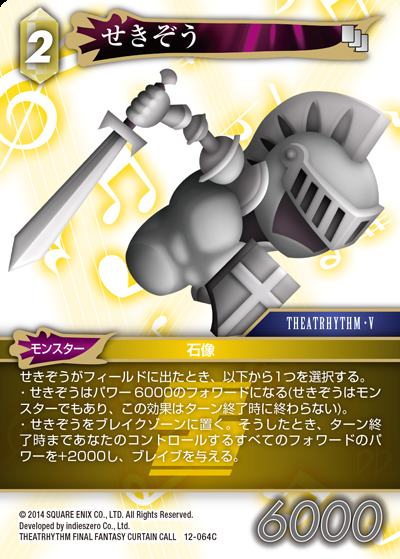 2
せきぞう
THEATRHYTHM・V
モンスター
石像
せきぞうがフィールドに出たとき、以下から1つを選択する。
・せきぞうはパワー6000のフォワードになる(せきぞうはモ
ンスターでもあり、この効果はターン終了時に終わらない)。
・せきぞうをブレイクゾーンに置く。そうしたとき、ターン終
了時まであなたのコントロールするすべてのフォワードのパ
ワーを+2000し、ブレイブを与える。
© 2014 SQUARE ENIX CO., LTD. All Rights Reserved.
Developed by indieszero Co., Ltd.
THEATRHYTHM FINAL FANTASY CURTAIN CALL 12-064C
6000